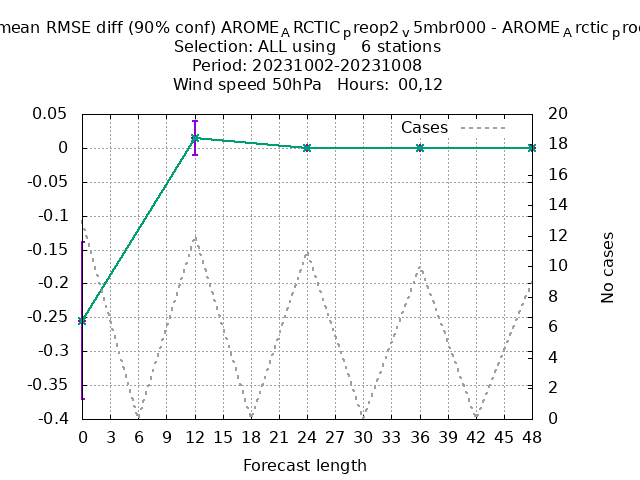 mean RMSE diff (90% conf) AROME_ARCTIC_preop2_v5mbr000 - AROME_Arctic_pro
Selection: ALL using 6 stations
Period: 20231002-20231008
Wind speed 50hPa Hours: 00,12
Cases
0.05
0
-0.05
-0.1
-0.15
-0.2
-0.25
-0.3
-0.35
-0.4
20
18
16
14
12
10
8
6
4
2
0
No cases
0 3 6 9 12 15 18 21 24 27 30 33 36 39 42 45 48
Forecast length